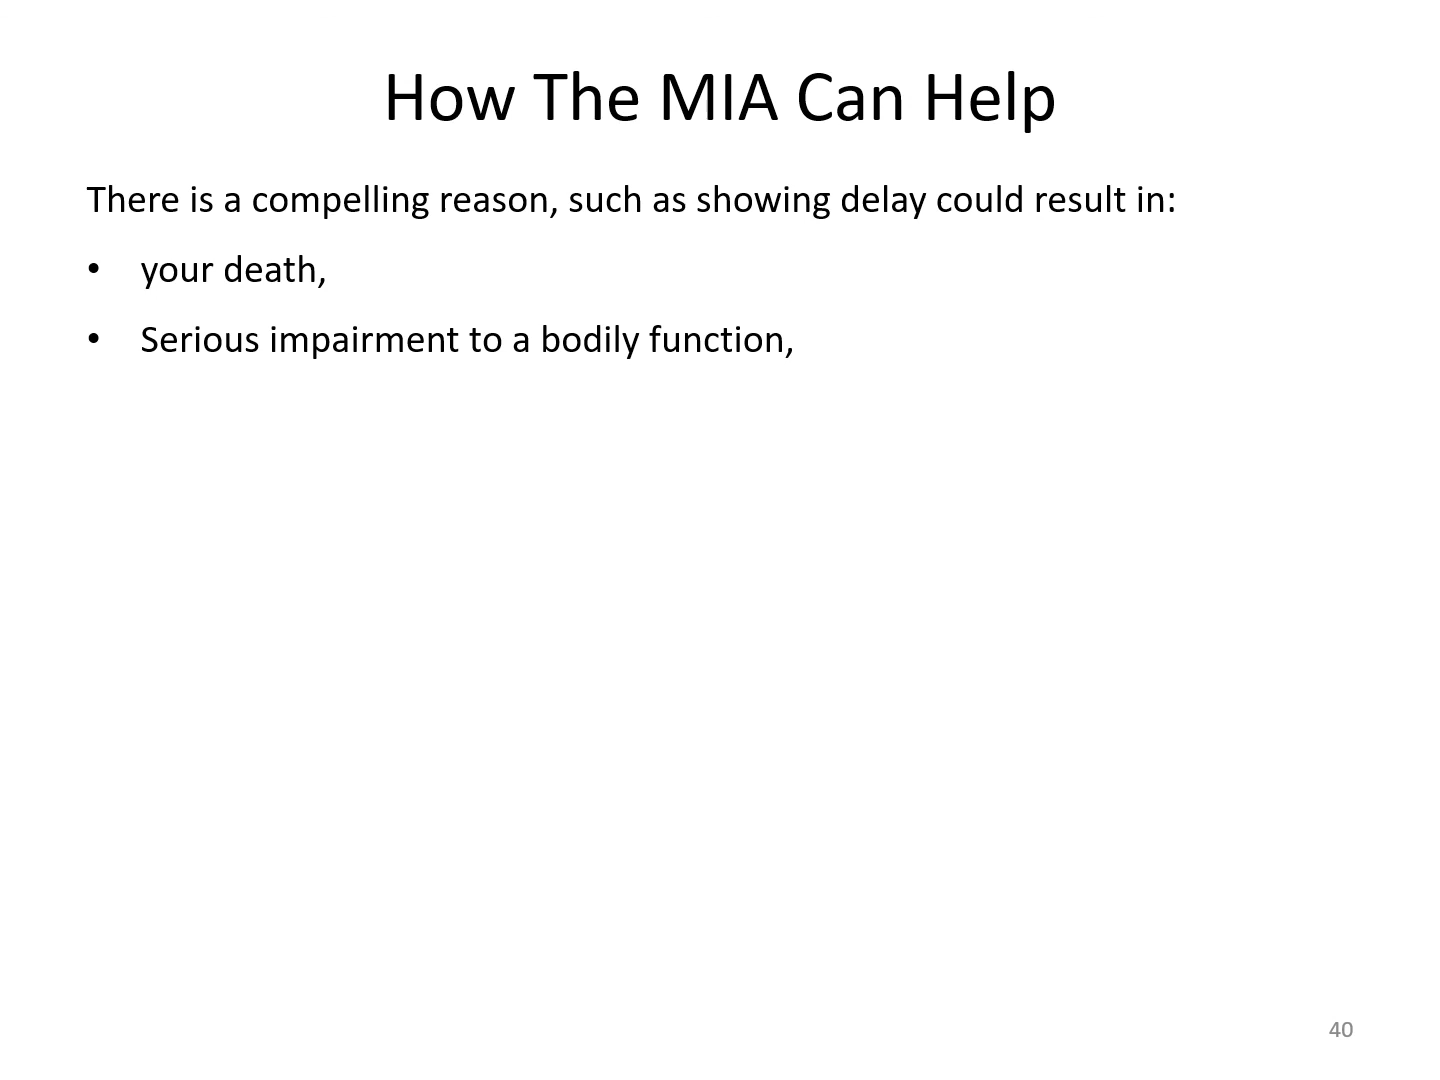 How The MIA Can Help
There is a compelling reason, such as showing delay could result in:
• your death,
• Serious impairment to a bodily function,
40